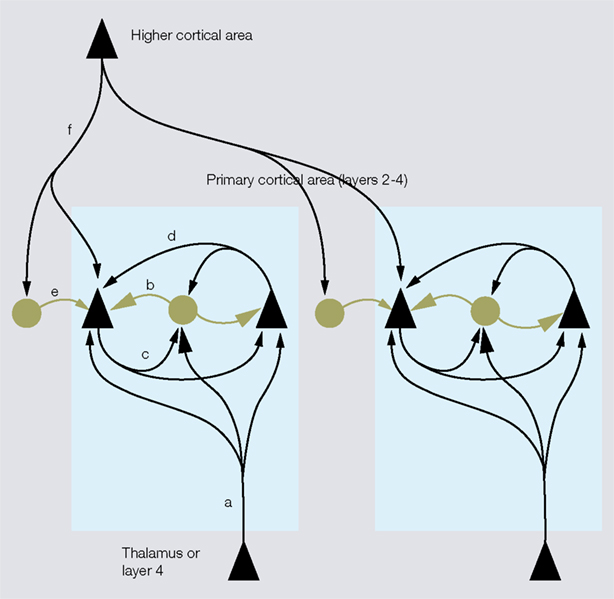 Higher cortical area
f
Primary cortical area (layers 2-4)
d
e
b
c
a
Thalamus or
layer 4